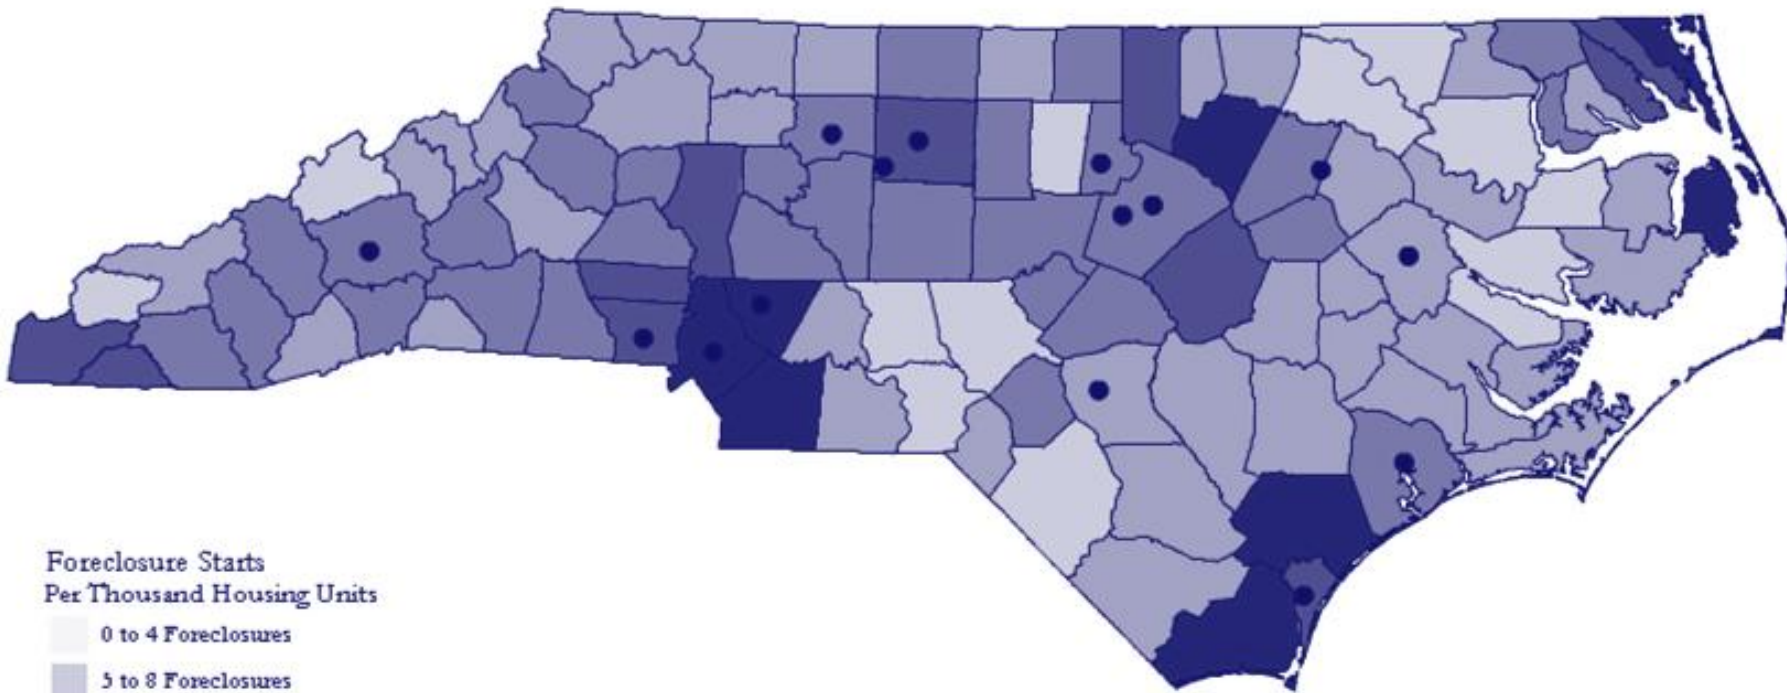 Foreclosure Starts
Per Thousand Housing Units
0 to 4 Foreclosures
5 to 8 Foreclosures